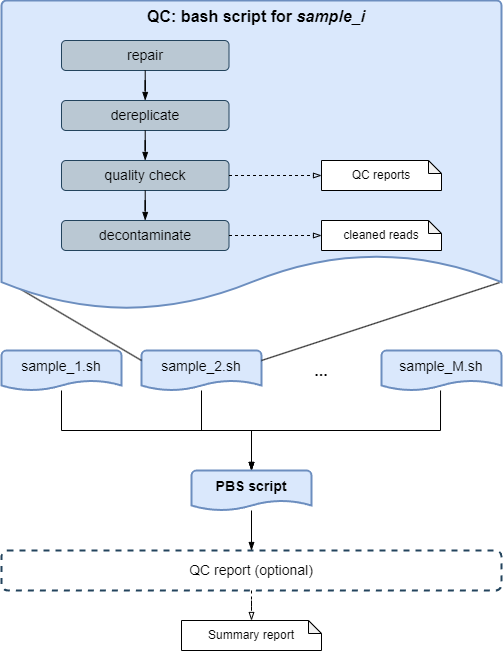 QC: bash script for sample_i
repair
dereplicate
quality check
QC reports
decontaminate
cleaned reads
sample_1.sh
sample_2.sh
...
sample_M.sh
PBS script
QC report (optional)
Summary report